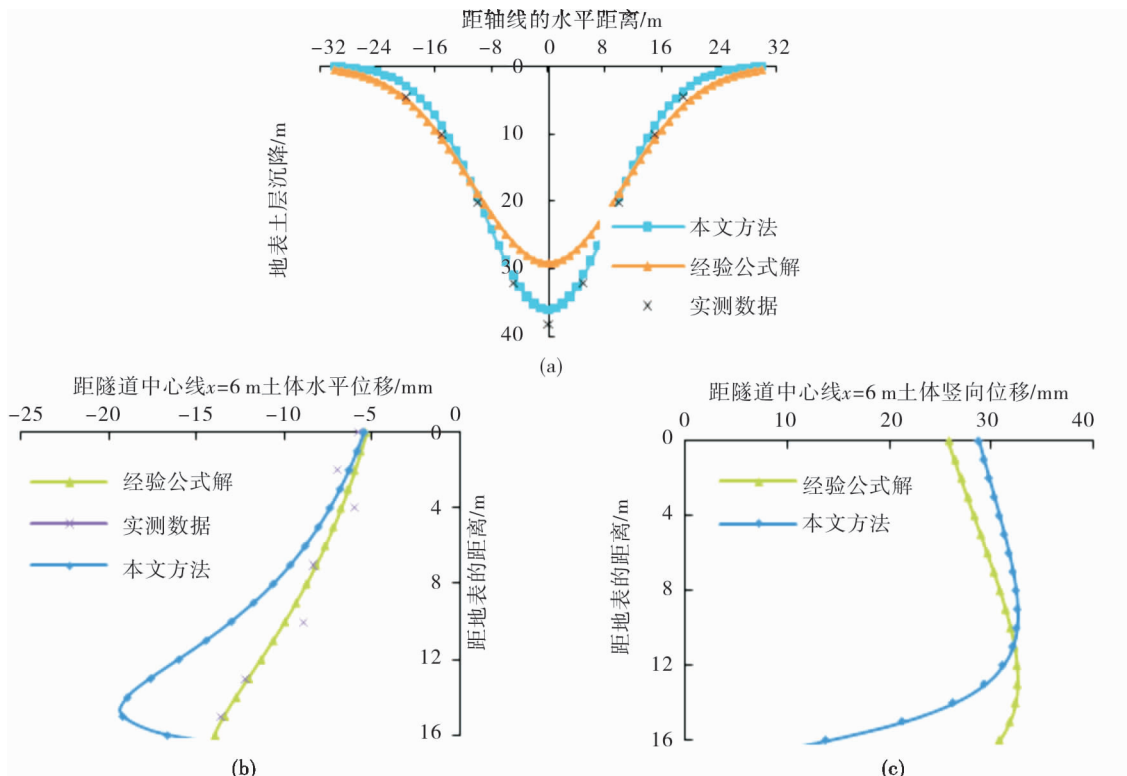 距轴线的水平距离/m
-32 -24 -16 -8 0 8 16 24 32
0
10
20
30
40
地表土层沉降/m
本文方法
经验公式解
实测数据
(a)
距隧道中心线x=6 m土体水平位移/mm
-25 -20 -15 -10 -5 0
0
4
8
12
16
距地表的距离/m
经验公式解
实测数据
本文方法
(b)
距隧道中心线x=6 m土体竖向位移/mm
0 10 20 30 40
0
4
8
12
16
距地表的距离/m
经验公式解
本文方法
(c)